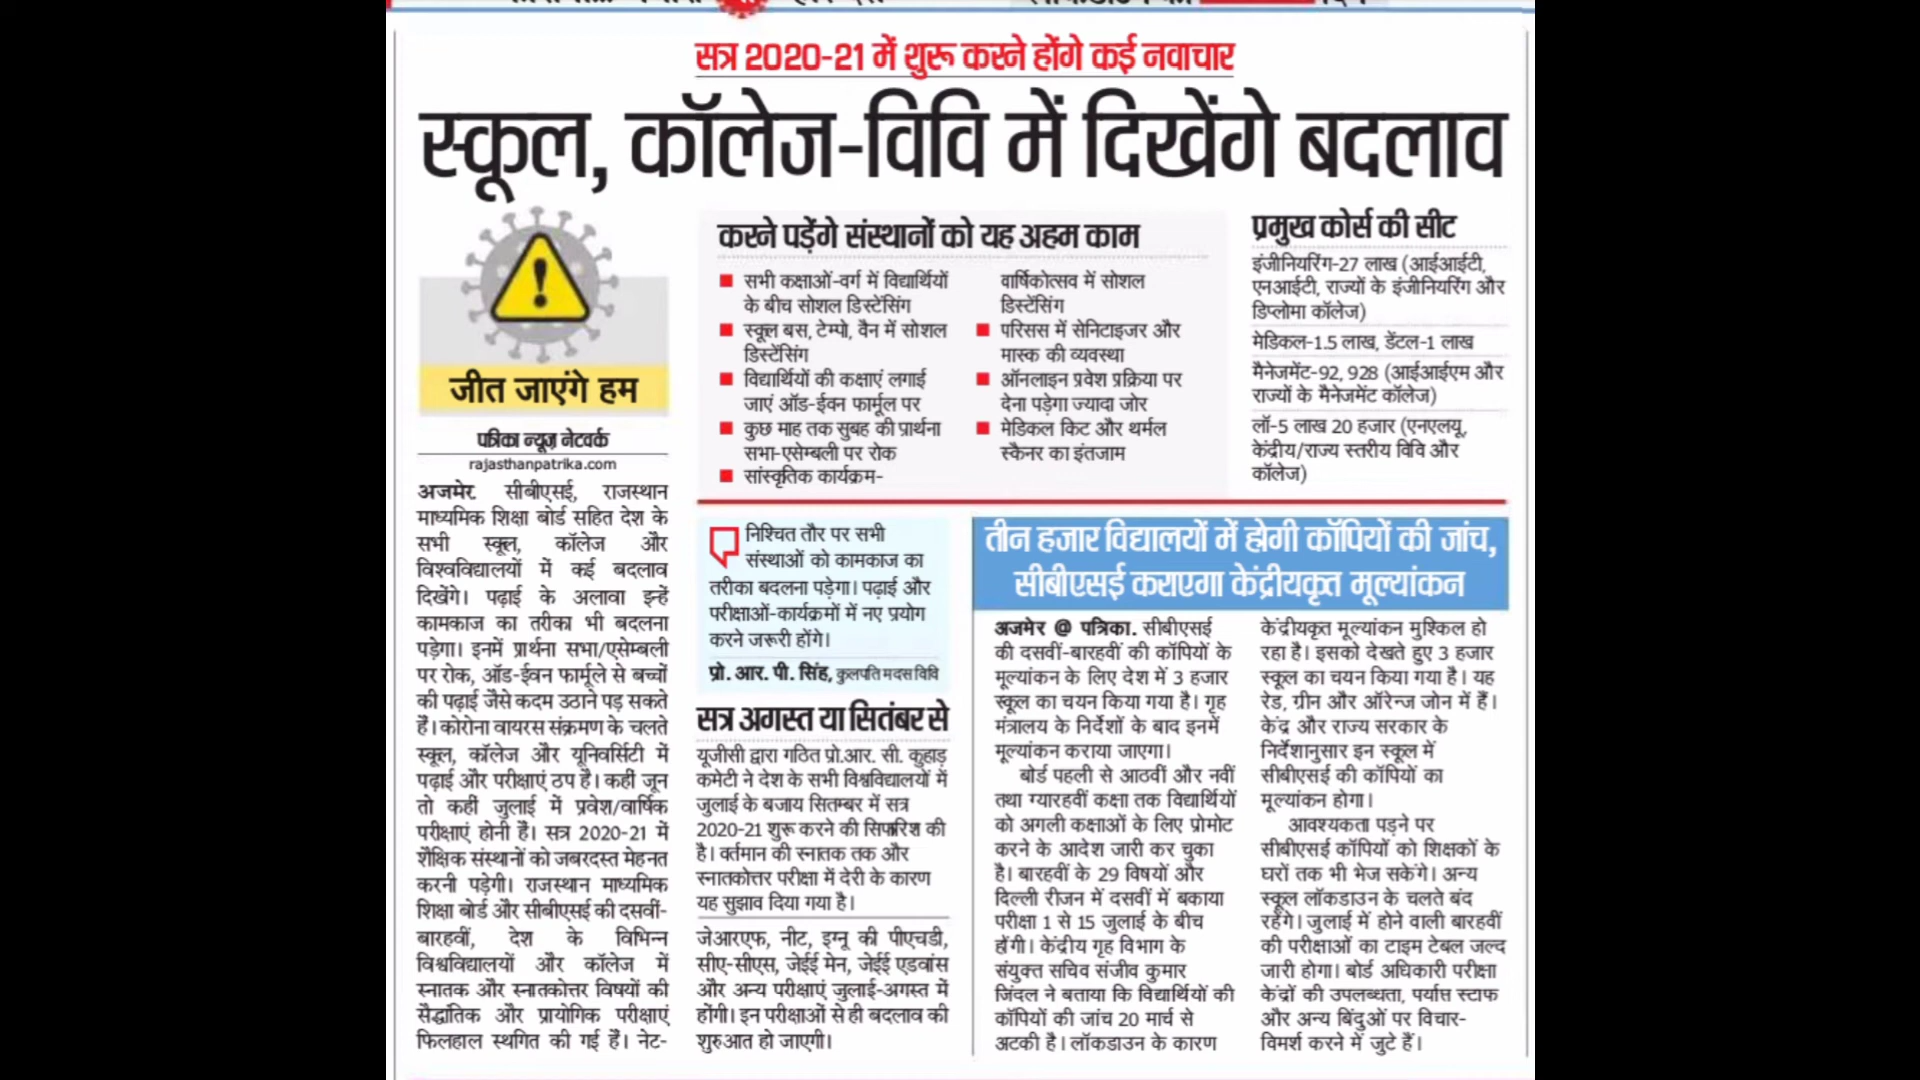 सत्र 2020-21 में शुरू करने होंगे कई नवाचार
स्कूल, कॉलेज-विवि में दिखेंगे बदलाव
जीत जाएंगे हम
पत्रिका न्यूज़ नेटवर्क
rajasthanpatrika.com
अजमेर. सीबीएसई, राजस्थान
माध्यमिक शिक्षा बोर्ड सहित देश के
सभी स्कूल, कॉलेज और
विश्वविद्यालयों में कई बदलाव
दिखेंगे। पढ़ाई के अलावा इन्हें
कामकाज का तरीका भी बदलना
पड़ेगा। इनमें प्रार्थना सभा/एसेम्बली
पर रोक, ऑड-ईवन फार्मूले से बच्चों
की पढ़ाई जैसे कदम उठाने पड़ सकते
हैं। कोरोना वायरस संक्रमण के चलते
स्कूल, कॉलेज और यूनिवर्सिटी में
पढ़ाई और परीक्षाएं ठप है। कहीं जून
तो कहीं जुलाई में प्रवेश/वार्षिक
परीक्षाएं होनी हैं। सत्र 2020-21 में
शैक्षिक संस्थानों को जबरदस्त मेहनत
करनी पड़ेगी। राजस्थान माध्यमिक
शिक्षा बोर्ड और सीबीएसई की दसवीं-
बारहवीं, देश के विभिन्न
विश्वविद्यालयों और कॉलेज में
स्नातक और स्नातकोत्तर विषयों की
सैद्धांतिक और प्रायोगिक परीक्षाएं
फिलहाल स्थगित की गई हैं। नेट-
करने पड़ेंगे संस्थानों को यह अहम काम
सभी कक्षाओं-वर्ग में विद्यार्थियों
के बीच सोशल डिस्टेंसिंग
स्कूल बस, टेम्पो, वैन में सोशल
डिस्टेंसिंग
विद्यार्थियों की कक्षाएं लगाई
जाएं ऑड-ईवन फार्मूल पर
कुछ माह तक सुबह की प्रार्थना
सभा-एसेम्बली पर रोक
सांस्कृतिक कार्यक्रम-
वार्षिकोत्सव में सोशल
डिस्टेंसिंग
परिसस में सेनिटाइजर और
मास्क की व्यवस्था
ऑनलाइन प्रवेश प्रक्रिया पर
देना पड़ेगा ज्यादा जोर
मेडिकल किट और थर्मल
स्कैनर का इंतजाम
प्रमुख कोर्स की सीट
इंजीनियरिंग-27 लाख (आईआईटी,
एनआईटी, राज्यों के इंजीनियरिंग और
डिप्लोमा कॉलेज)
मेडिकल-1.5 लाख, डेंटल-1 लाख
मैनेजमेंट-92, 928 (आईआईएम और
राज्यों के मैनेजमेंट कॉलेज)
लॉ-5 लाख 20 हजार (एनएलयू,
केंद्रीय/राज्य स्तरीय विवि और
कॉलेज)
निश्चित तौर पर सभी
संस्थाओं को कामकाज का
तरीका बदलना पड़ेगा। पढ़ाई और
परीक्षाओं-कार्यक्रमों में नए प्रयोग
करने जरूरी होंगे।
प्रो. आर. पी. सिंह, कुलपति मदस विवि
सत्र अगस्त या सितंबर से
यूजीसी द्वारा गठित प्रो.आर. सी. कुहाड़
कमेटी ने देश के सभी विश्वविद्यालयों में
जुलाई के बजाय सितम्बर में सत्र
2020-21 शुरू करने की सिफारिश की
है। वर्तमान की स्नातक तक और
स्नातकोत्तर परीक्षा में देरी के कारण
यह सुझाव दिया गया है।
जेआरएफ, नीट, इग्नू की पीएचडी,
सीए-सीएस, जेईई मेन, जेईई एडवांस
और अन्य परीक्षाएं जुलाई-अगस्त में
होंगी। इन परीक्षाओं से ही बदलाव की
शुरुआत हो जाएगी।
तीन हजार विद्यालयों में होगी कॉपियों की जांच,
सीबीएसई कराएगा केंद्रीयकृत मूल्यांकन
अजमेर @ पत्रिका. सीबीएसई
की दसवीं-बारहवीं की कॉपियों के
मूल्यांकन के लिए देश में 3 हजार
स्कूल का चयन किया गया है। गृह
मंत्रालय के निर्देशों के बाद इनमें
मूल्यांकन कराया जाएगा।
बोर्ड पहली से आठवीं और नवीं
तथा ग्यारहवीं कक्षा तक विद्यार्थियों
को अगली कक्षाओं के लिए प्रोमोट
करने के आदेश जारी कर चुका
है। बारहवीं के 29 विषयों और
दिल्ली रीजन में दसवीं में बकाया
परीक्षा 1 से 15 जुलाई के बीच
होंगी। केंद्रीय गृह विभाग के
संयुक्त सचिव संजीव कुमार
जिंदल ने बताया कि विद्यार्थियों की
कॉपियों की जांच 20 मार्च से
अटकी है। लॉकडाउन के कारण
केंद्रीयकृत मूल्यांकन मुश्किल हो
रहा है। इसको देखते हुए 3 हजार
स्कूल का चयन किया गया है। यह
रेड, ग्रीन और ऑरेन्ज जोन में हैं।
केंद्र और राज्य सरकार के
निर्देशानुसार इन स्कूल में
सीबीएसई की कॉपियों का
मूल्यांकन होगा।
आवश्यकता पड़ने पर
सीबीएसई कॉपियों को शिक्षकों के
घरों तक भी भेज सकेंगे। अन्य
स्कूल लॉकडाउन के चलते बंद
रहेंगे। जुलाई में होने वाली बारहवीं
की परीक्षाओं का टाइम टेबल जल्द
जारी होगा। बोर्ड अधिकारी परीक्षा
केंद्रों की उपलब्धता, पर्याप्त स्टाफ
और अन्य बिंदुओं पर विचार-
विमर्श करने में जुटे हैं।